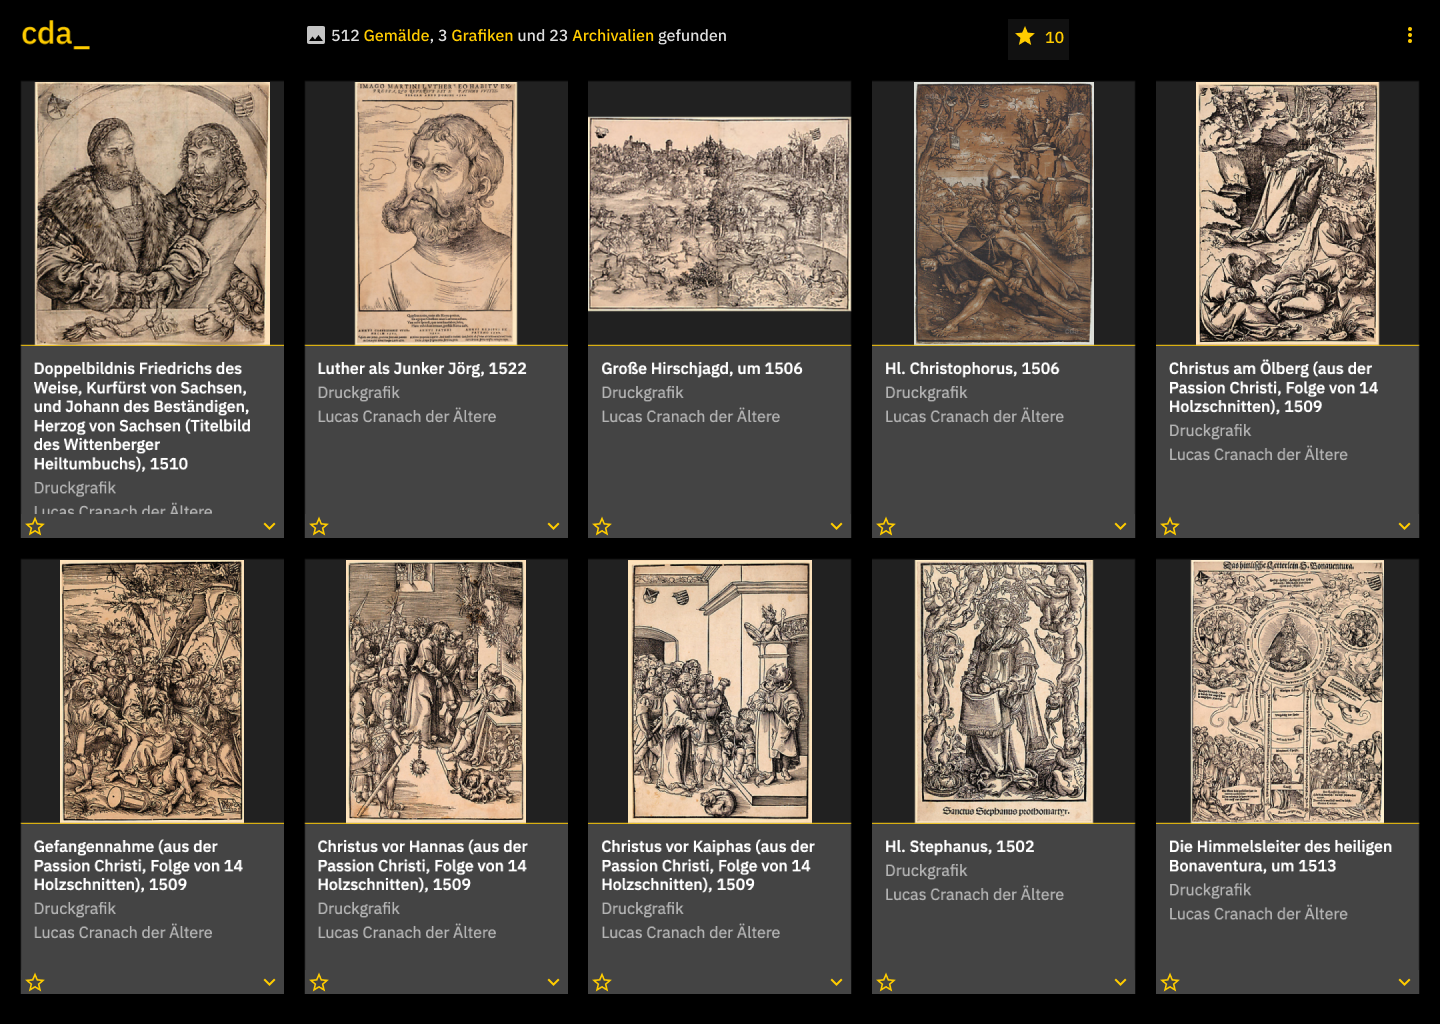 cda_
512 Gemälde, 3 Grafiken und 23 Archivalien gefunden
10
IMAGO MARTINI LVTHERI EO HABITV EX-
Doppelbildnis Friedrichs des
Weise, Kurfürst von Sachsen,
und Johann des Beständigen,
Herzog von Sachsen (Titelbild
des Wittenberger
Heiltumbuchs), 1510
Druckgrafik
Lucas Cranach der Ältere
Luther als Junker Jörg, 1522
Druckgrafik
Lucas Cranach der Ältere
Große Hirschjagd, um 1506
Druckgrafik
Lucas Cranach der Ältere
Hl. Christophorus, 1506
Druckgrafik
Lucas Cranach der Ältere
Christus am Ölberg (aus der
Passion Christi, Folge von 14
Holzschnitten), 1509
Druckgrafik
Lucas Cranach der Ältere
Sanctus Stephanus prothomartyr.
Gefangennahme (aus der
Passion Christi, Folge von 14
Holzschnitten), 1509
Druckgrafik
Lucas Cranach der Ältere
Christus vor Hannas (aus der
Passion Christi, Folge von 14
Holzschnitten), 1509
Druckgrafik
Lucas Cranach der Ältere
Christus vor Kaiphas (aus der
Passion Christi, Folge von 14
Holzschnitten), 1509
Druckgrafik
Lucas Cranach der Ältere
Hl. Stephanus, 1502
Druckgrafik
Lucas Cranach der Ältere
Die Himmelsleiter des heiligen
Bonaventura, um 1513
Druckgrafik
Lucas Cranach der Ältere